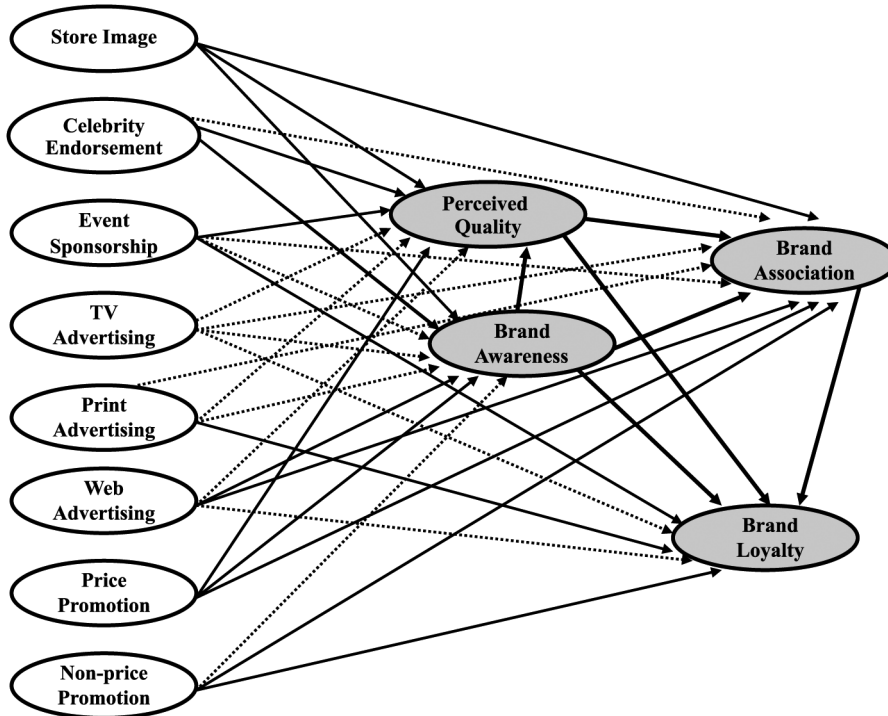 Store Image
Celebrity
Endorsement
Event
Sponsorship
TV
Advertising
Print
Advertising
Web
Advertising
Price
Promotion
Non-price
Promotion
Perceived
Quality
Brand
Awareness
Brand
Association
Brand
Loyalty